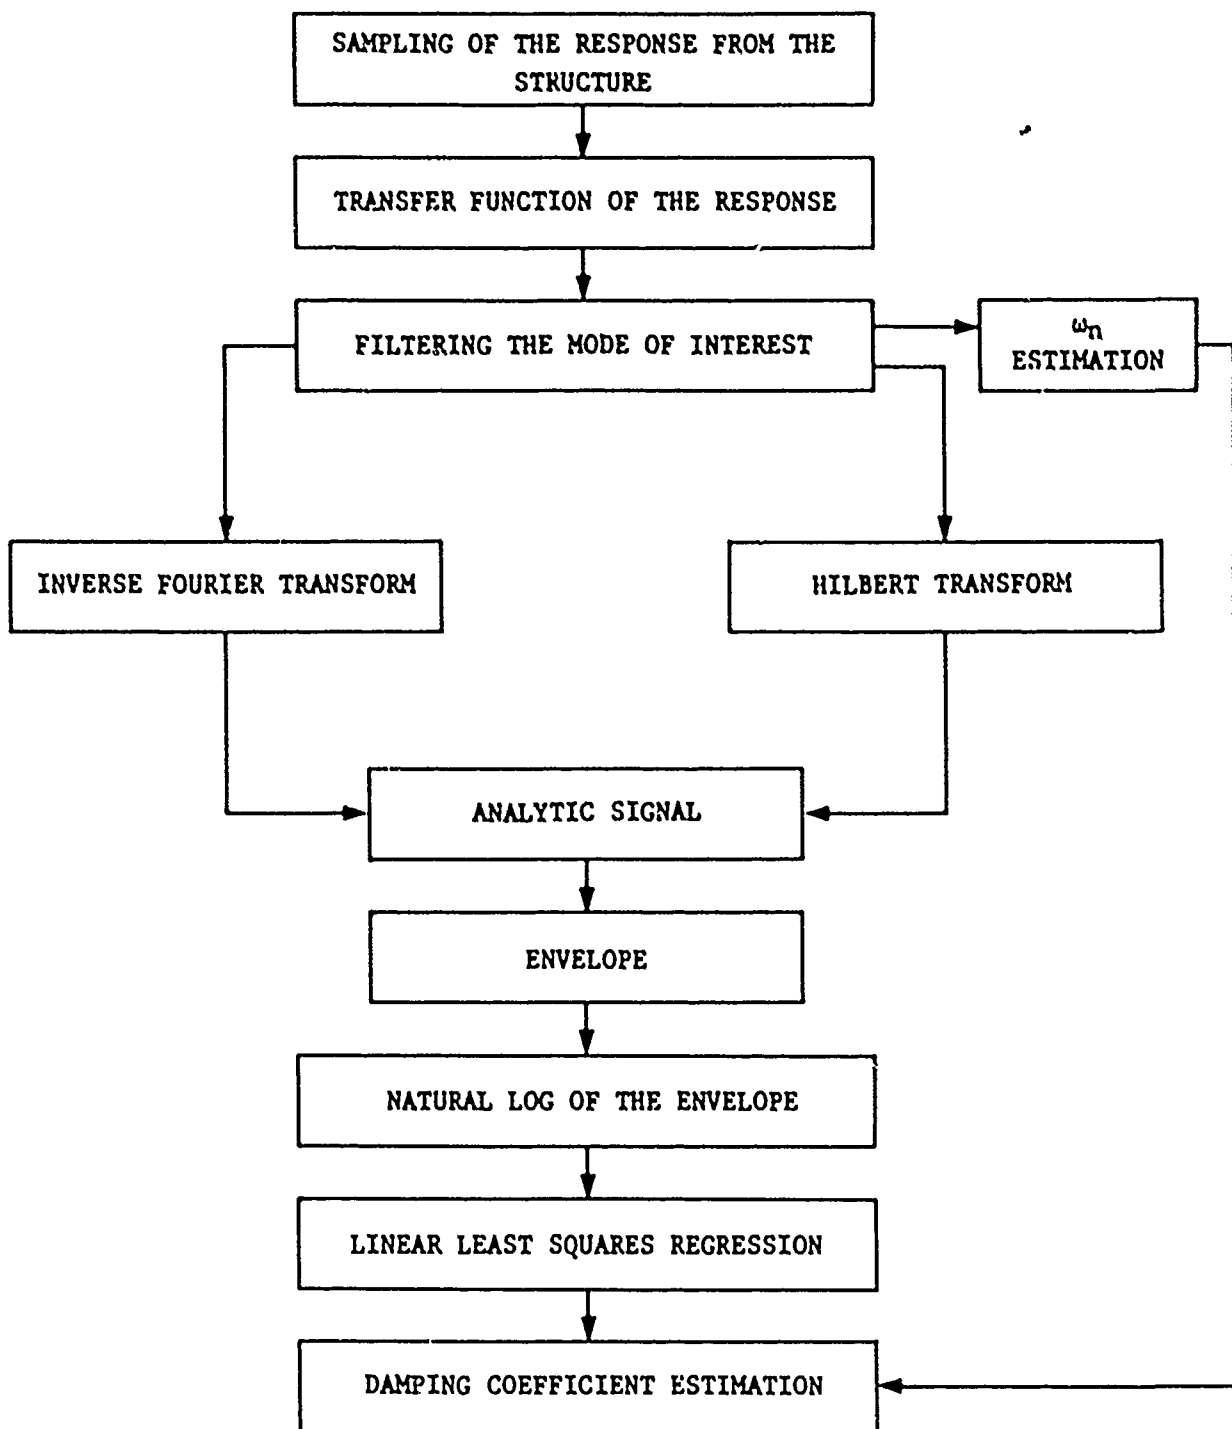 SAMPLING OF THE RESPONSE FROM THE
STRUCTURE
TRANSFER FUNCTION OF THE RESPONSE
FILTERING THE MODE OF INTEREST
ωn
ESTIMATION
INVERSE FOURIER TRANSFORM
HILBERT TRANSFORM
ANALYTIC SIGNAL
ENVELOPE
NATURAL LOG OF THE ENVELOPE
LINEAR LEAST SQUARES REGRESSION
DAMPING COEFFICIENT ESTIMATION